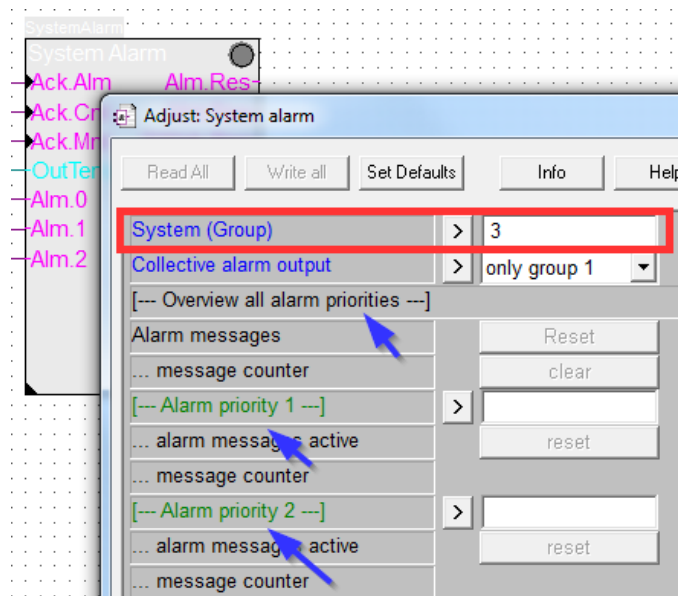 SystemAlarm
System Alarm
Ack.Alm Alm.Res
Ack.Cr
Ack.Mn
OutTer
Alm.0
Alm.1
Alm.2
Adjust: System alarm
Read All Write all Set Defaults Info Help
System (Group) > 3
Collective alarm output > only group 1
[--- Overview all alarm priorities ---]
Alarm messages Reset
... message counter clear
[--- Alarm priority 1 ---] >
... alarm messages active reset
... message counter
[--- Alarm priority 2 ---] >
... alarm messages active reset
... message counter